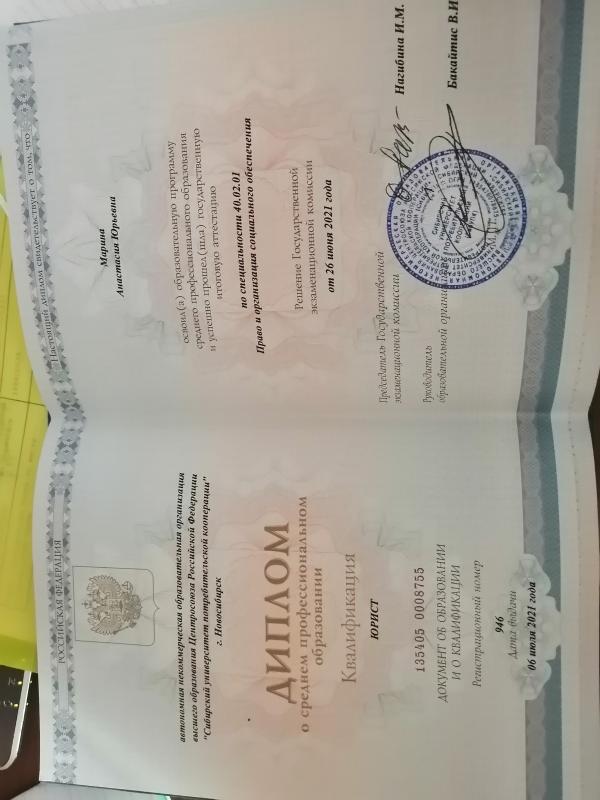 РОССИЙСКАЯ ФЕДЕРАЦИЯ
автономная некоммерческая образовательная организация
высшего образования Центросоюза Российской Федерации
"Сибирский университет потребительской кооперации"
г. Новосибирск
ДИПЛОМ
о среднем профессиональном
образовании
Квалификация
ЮРИСТ
135405 0008755
ДОКУМЕНТ ОБ ОБРАЗОВАНИИ
И О КВАЛИФИКАЦИИ
Регистрационный номер
946
Дата выдачи
06 июля 2021 года
Настоящий диплом свидетельствует о том, что
Марина
Анастасия Юрьевна
освоил(а) образовательную программу
среднего профессионального образования
и успешно прошел(шла) государственную
итоговую аттестацию
по специальности 40.02.01
Право и организация социального обеспечения
Решение Государственной
экзаменационной комиссии
от 26 июня 2021 года
Председатель Государственной
экзаменационной комиссии
Нагибина И.М.
Руководитель
образовательной организации
Бакайтис В.И
М.П.